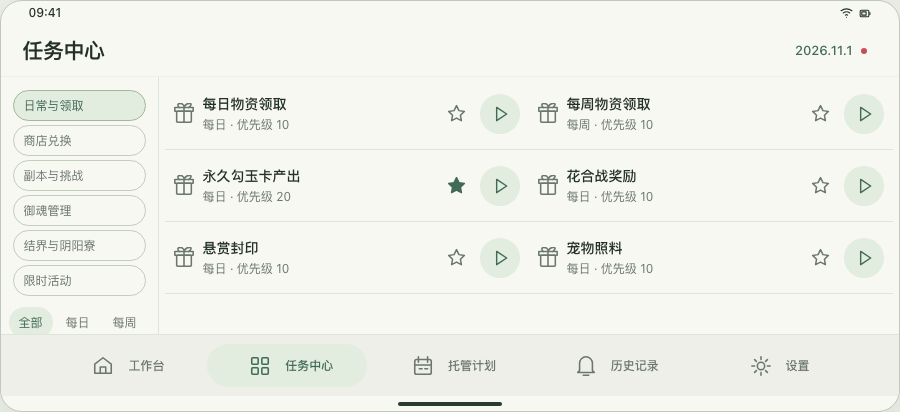 09:41
任务中心
2026.11.1
日常与领取
商店兑换
副本与挑战
御魂管理
结界与阴阳寮
限时活动
全部 每日 每周
每日物资领取
每日 · 优先级 10
每周物资领取
每周 · 优先级 10
永久勾玉卡产出
每日 · 优先级 20
花合战奖励
每日 · 优先级 10
悬赏封印
每日 · 优先级 10
宠物照料
每日 · 优先级 10
工作台
任务中心
托管计划
历史记录
设置